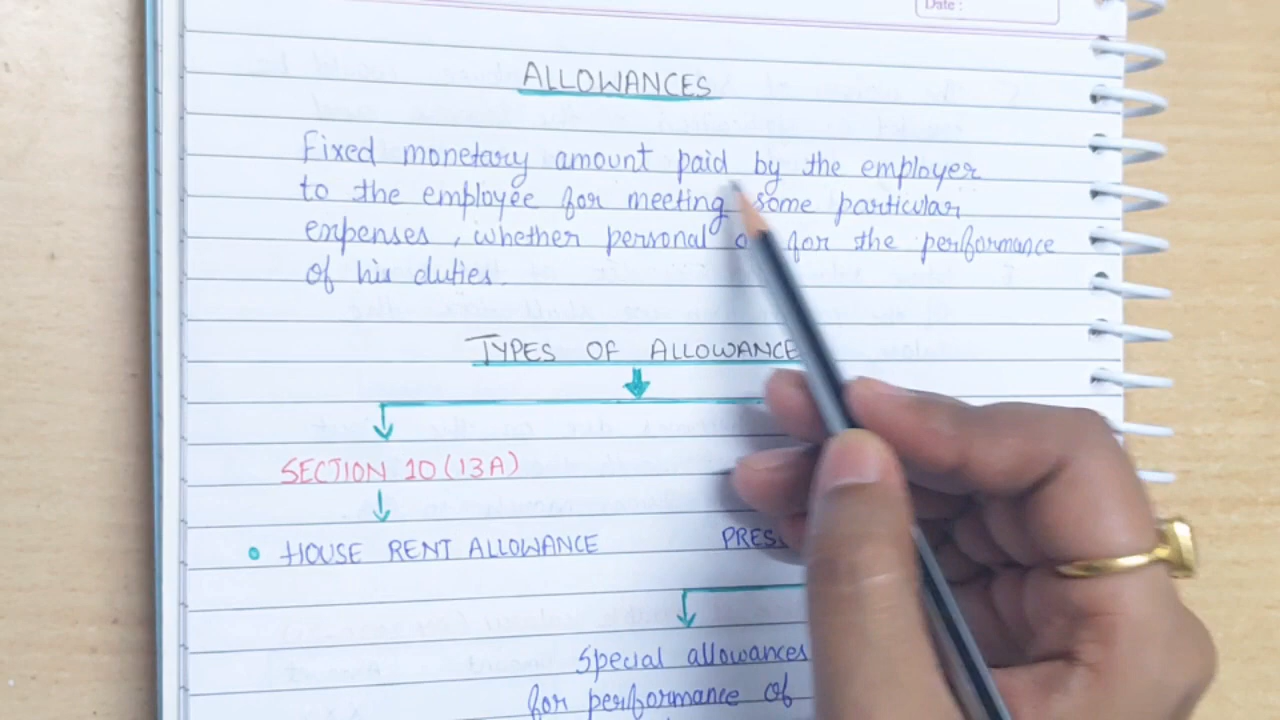 Date :
ALLOWANCES
Fixed monetary amount paid by the employer
to the employee for meeting some particular
expenses , whether personal for the performance
of his duties.
TYPES OF ALLOWANCE
SECTION 10(13A)
• HOUSE RENT ALLOWANCE
Special allowances
for performance of